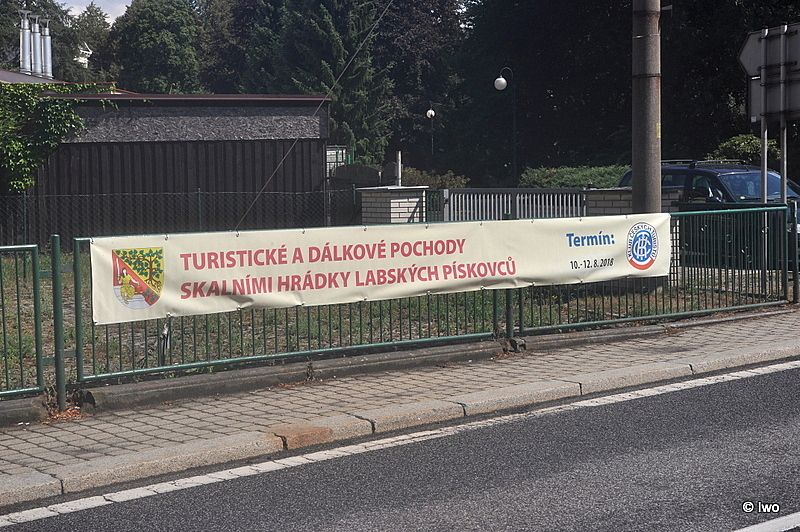 TURISTICKÉ A DÁLKOVÉ POCHODY
SKALNÍMI HRÁDKY LABSKÝCH PÍSKOVCŮ
Termín:
10.-12. 8. 2018
© Iwo